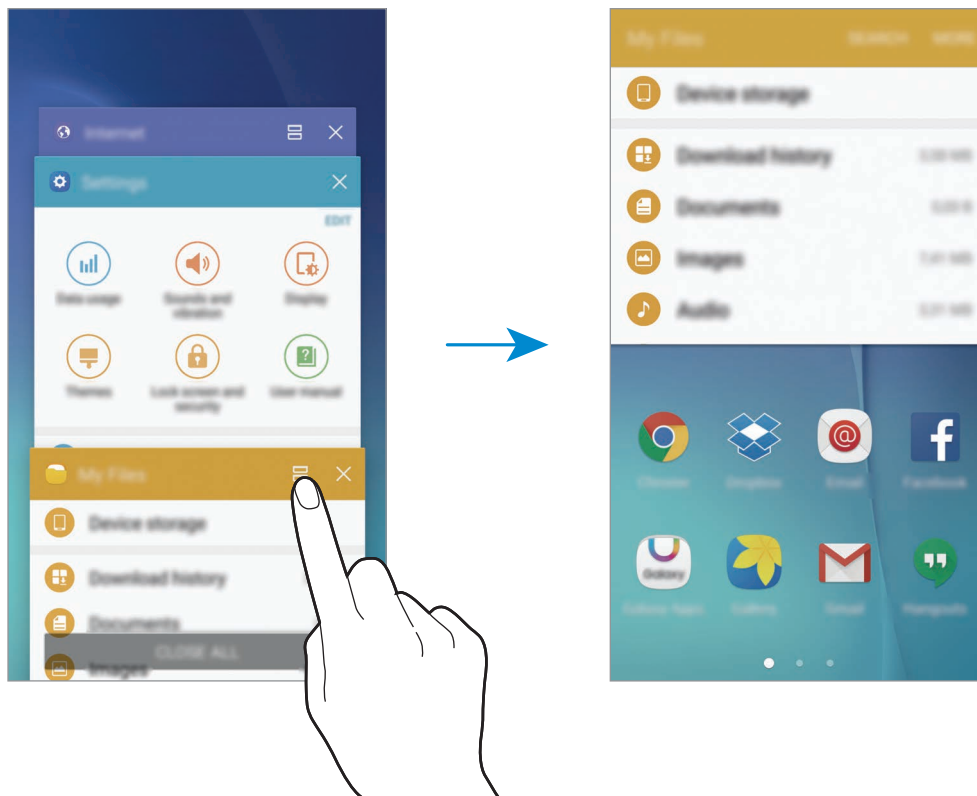 Internet
Settings
EDIT
Data usage
Sounds and vibration
Display
Themes
Lock screen and security
User manual
My Files
Device storage
Download history
Documents
CLOSE ALL
Images
My Files
SEARCH
MORE
Device storage
Download history
Documents
Images
Audio
Chrome
Dropbox
Email
Facebook
Galaxy
Galaxy Apps
Gallery
Gmail
Hangouts